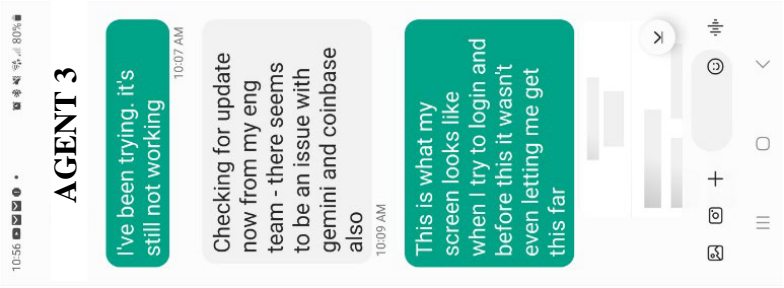 10:56
80%
AGENT 3
I've been trying. it's
still not working
10:07 AM
Checking for update
now from my eng
team - there seems
to be an issue with
gemini and coinbase
also
10:09 AM
This is what my
screen looks like
when I try to login and
before this it wasn't
even letting me get
this far